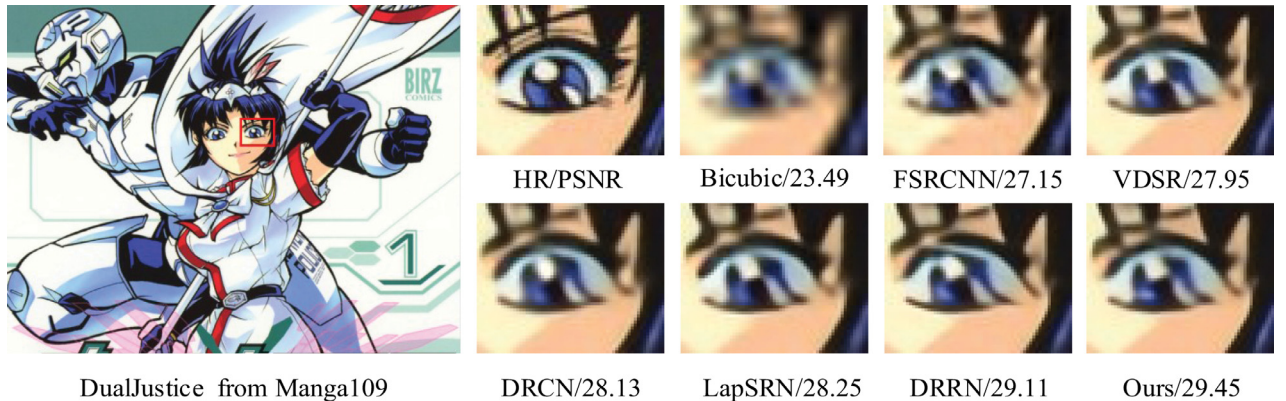 BIRZ
COMICS
1
HR/PSNR
Bicubic/23.49
FSRCNN/27.15
VDSR/27.95
DualJustice from Manga109
DRCN/28.13
LapSRN/28.25
DRRN/29.11
Ours/29.45